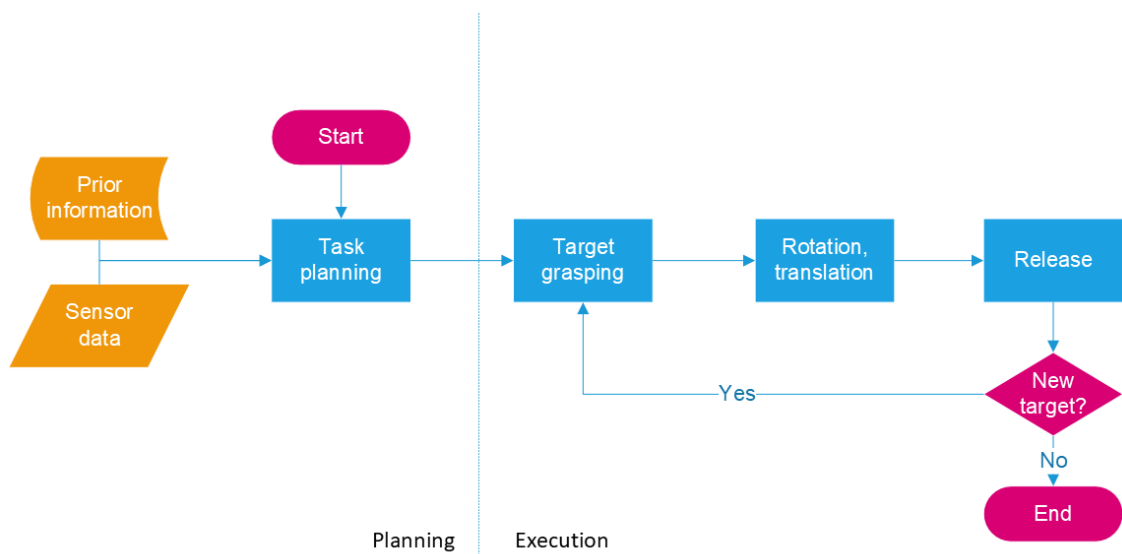 Start
Prior
information
Sensor
data
Task
planning
Target
grasping
Rotation,
translation
Release
New
target?
Yes
No
End
Planning
Execution